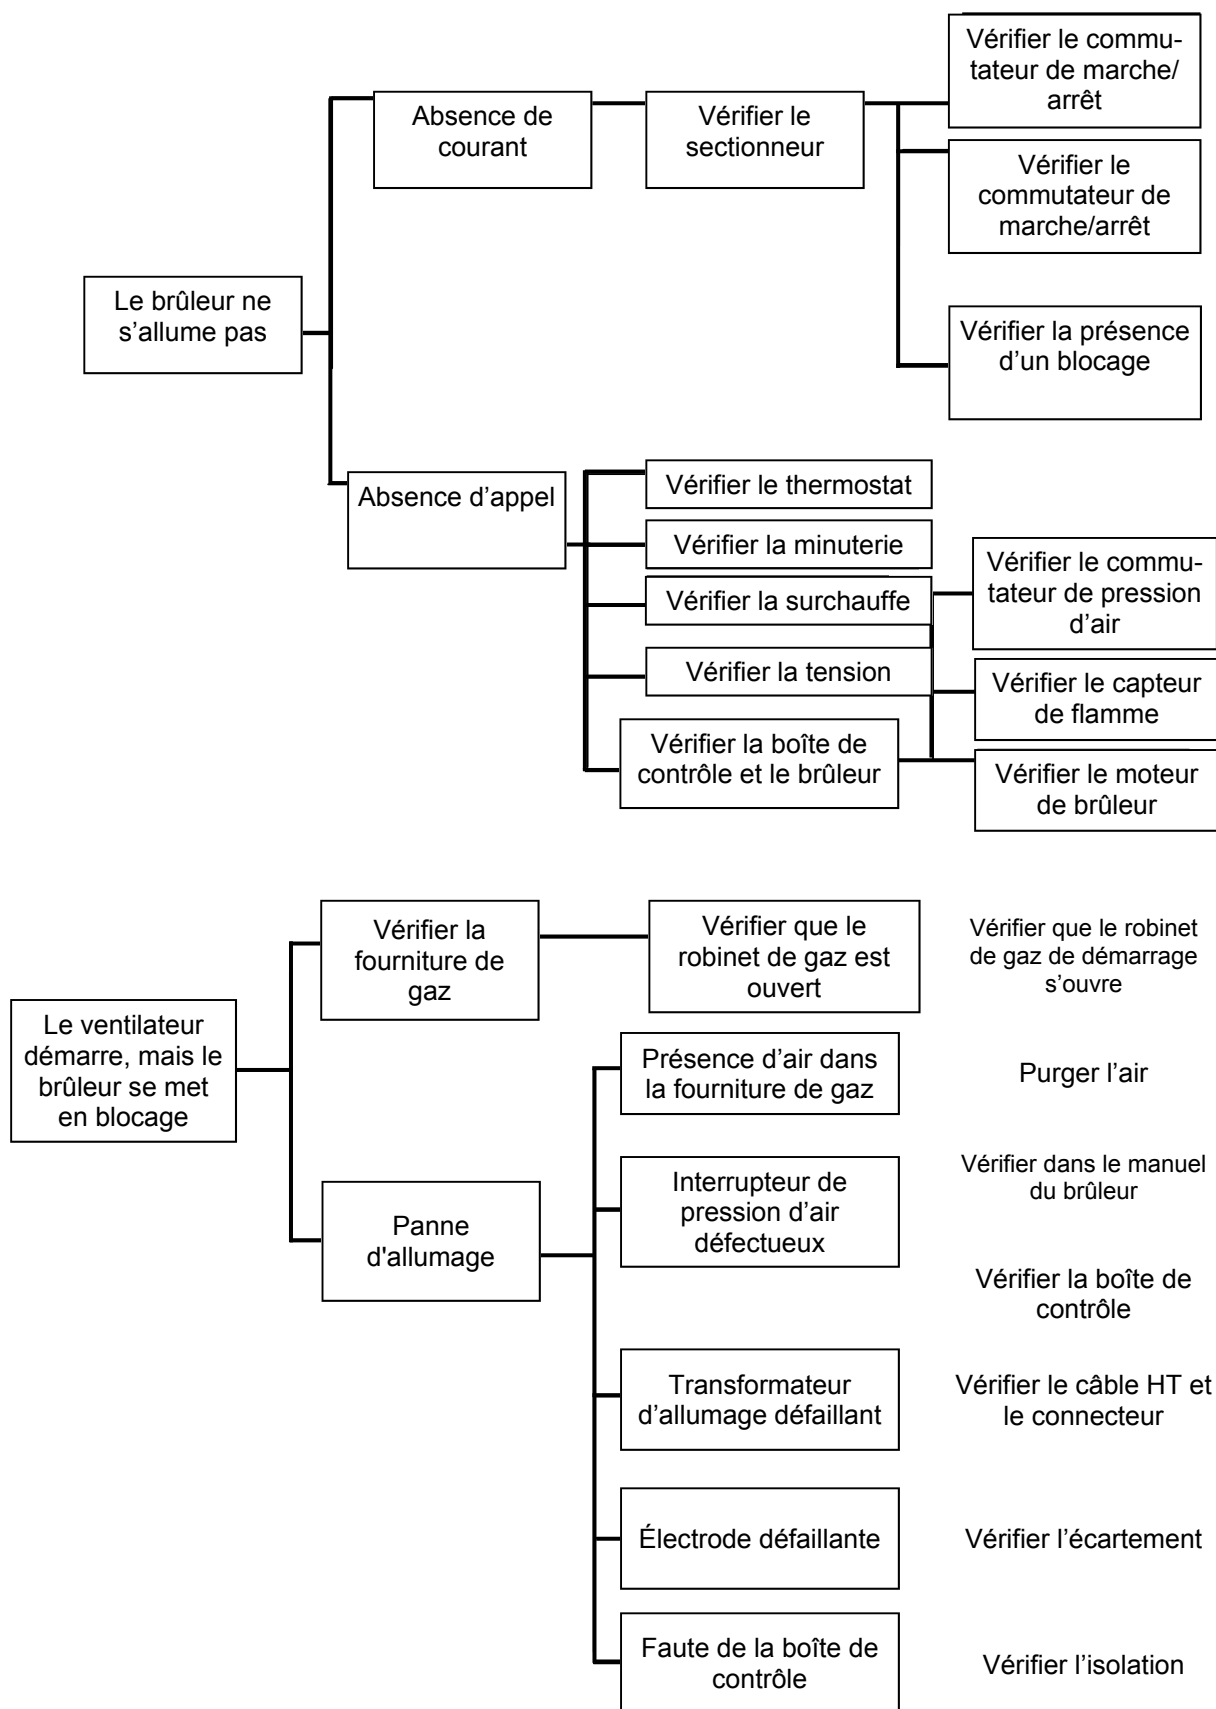 Vérifier le commu-
tateur de marche/
arrêt
Absence de
courant
Vérifier le
sectionneur
Vérifier le
commutateur de
marche/arrêt
Le brûleur ne
s’allume pas
Vérifier la présence
d’un blocage
Absence d’appel
Vérifier le thermostat
Vérifier la minuterie
Vérifier la surchauffe
Vérifier la tension
Vérifier la boîte de
contrôle et le brûleur
Vérifier le commu-
tateur de pression
d’air
Vérifier le capteur
de flamme
Vérifier le moteur
de brûleur
Le ventilateur
démarre, mais le
brûleur se met
en blocage
Vérifier la
fourniture de
gaz
Vérifier que le
robinet de gaz est
ouvert
Vérifier que le robinet
de gaz de démarrage
s’ouvre
Panne
d'allumage
Présence d’air dans
la fourniture de gaz
Purger l’air
Interrupteur de
pression d’air
défectueux
Vérifier dans le manuel
du brûleur
Vérifier la boîte de
contrôle
Transformateur
d’allumage défaillant
Vérifier le câble HT et
le connecteur
Électrode défaillante
Vérifier l’écartement
Faute de la boîte de
contrôle
Vérifier l’isolation